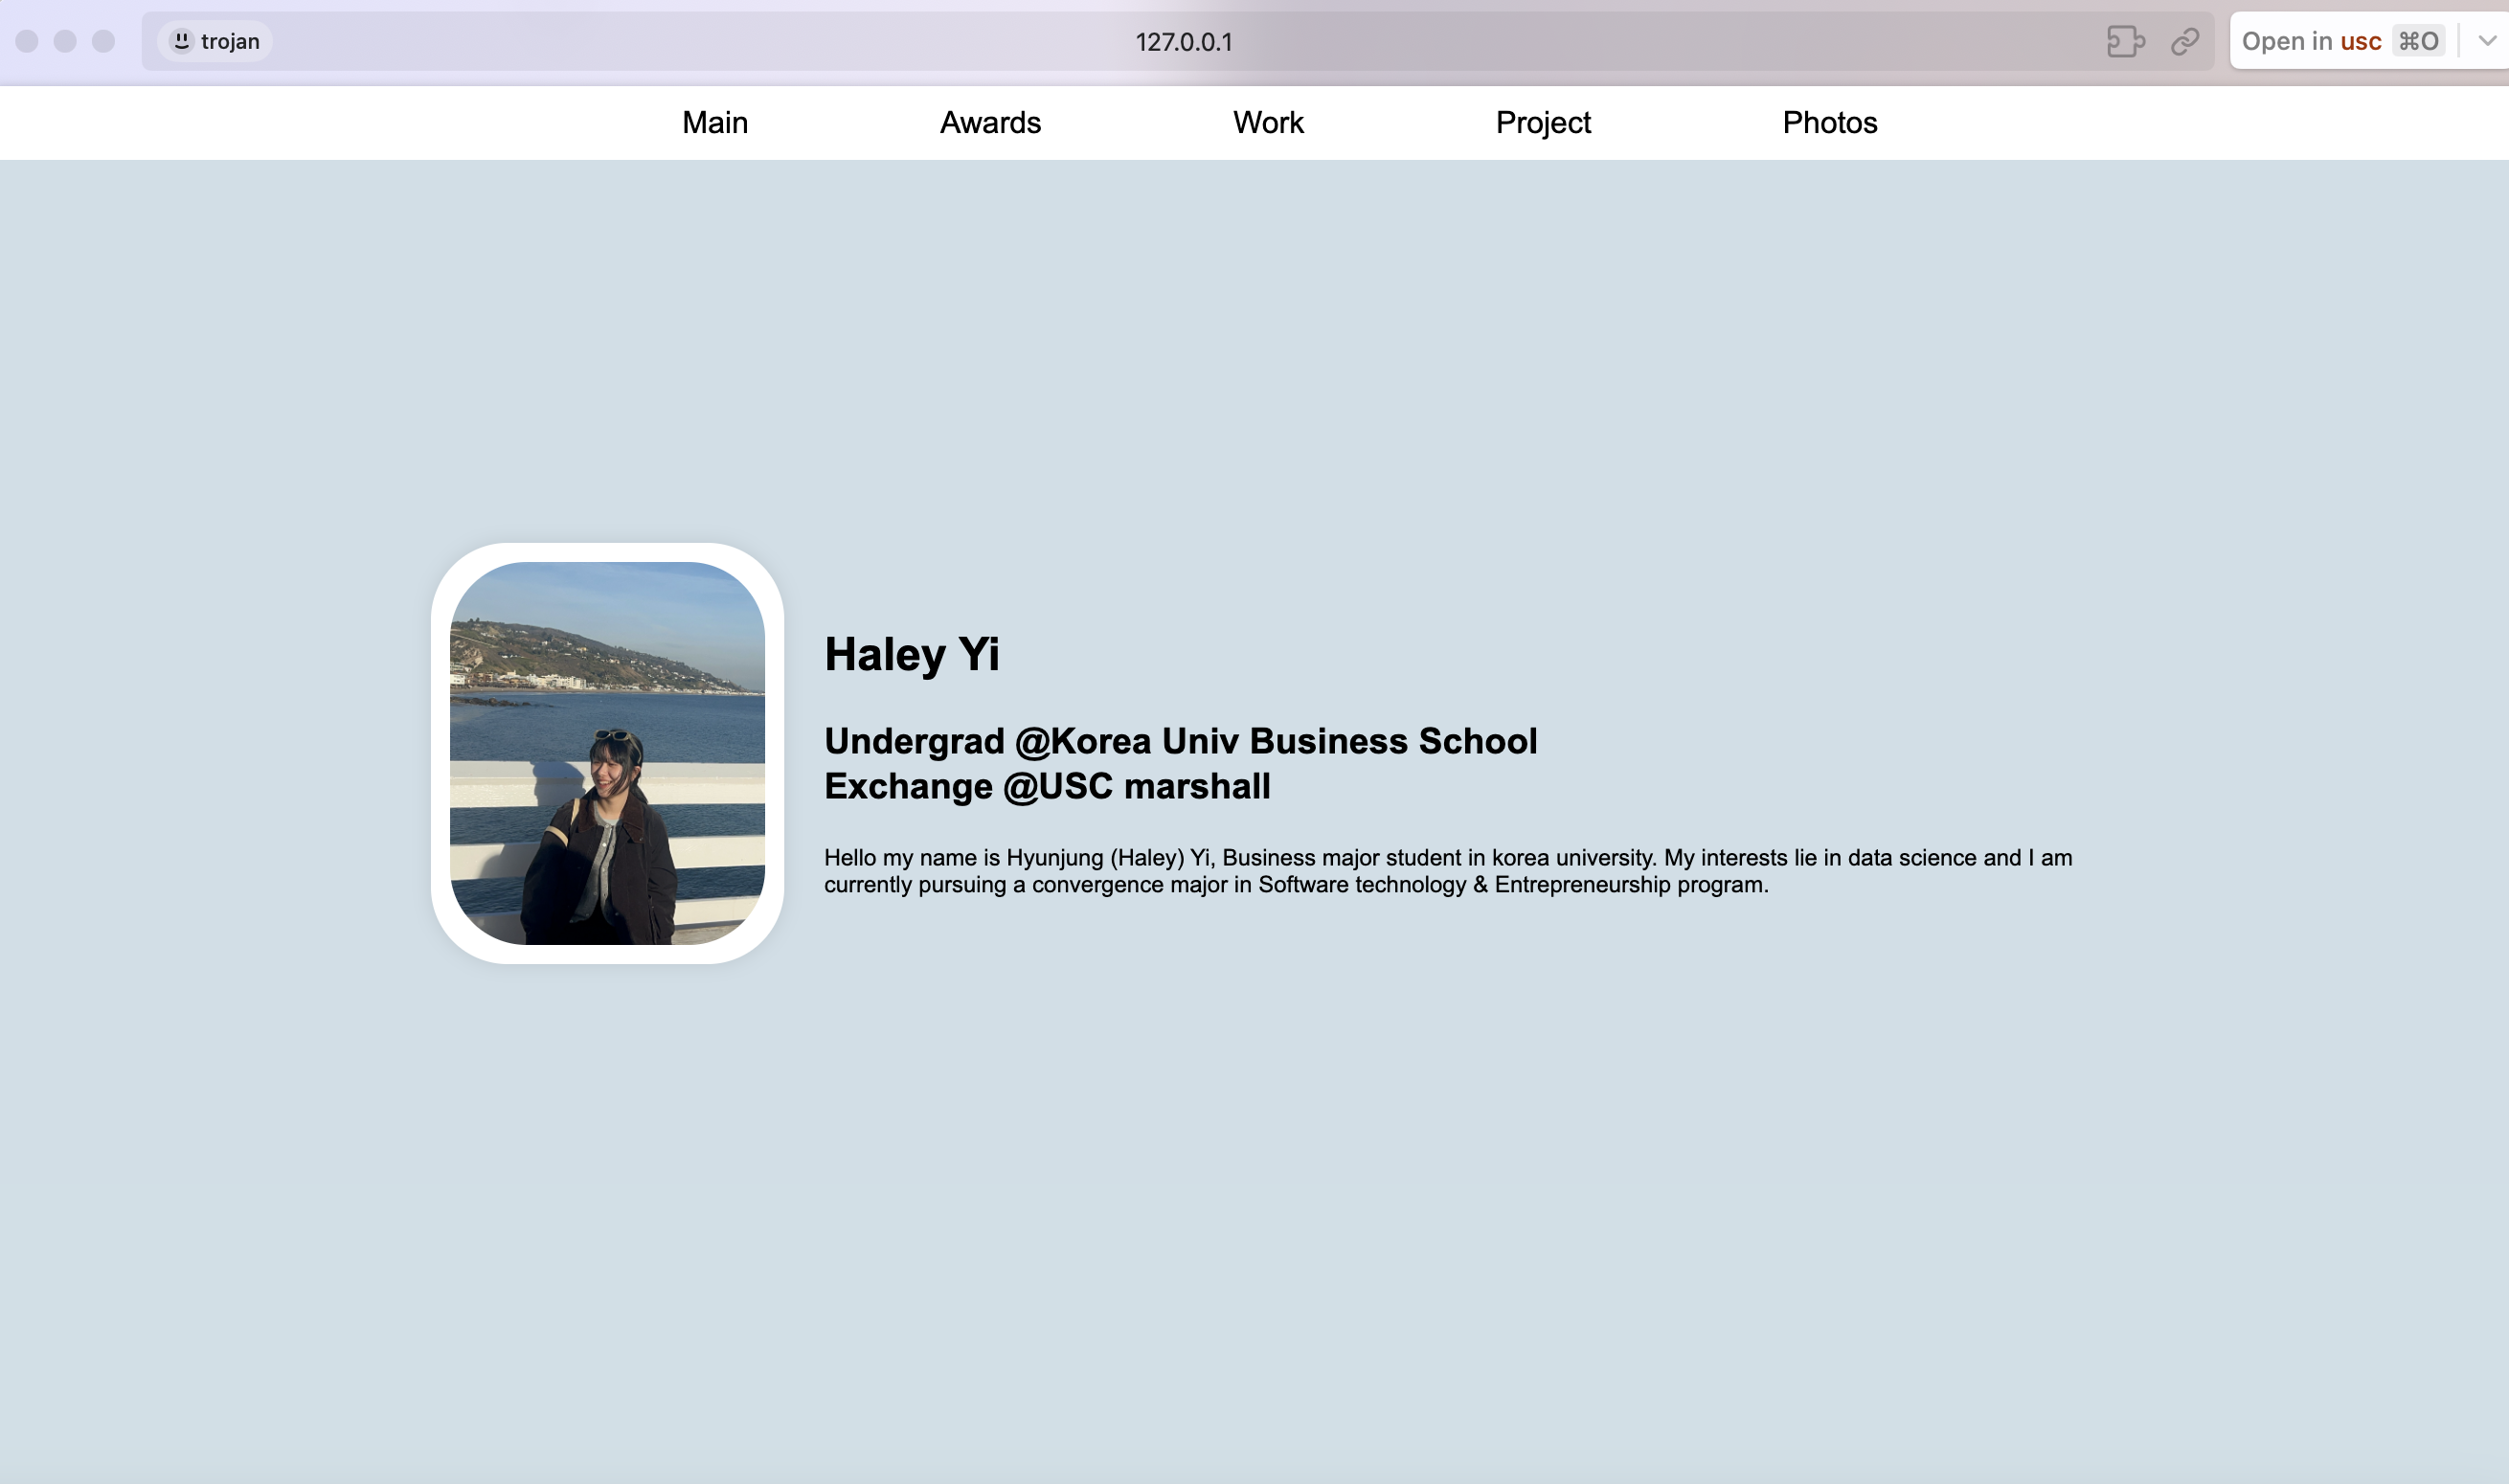 trojan
127.0.0.1
Open in usc ⌘O
Main Awards Work Project Photos
Haley Yi
Undergrad @Korea Univ Business School
Exchange @USC marshall
Hello my name is Hyunjung (Haley) Yi, Business major student in korea university. My interests lie in data science and I am
currently pursuing a convergence major in Software technology & Entrepreneurship program.